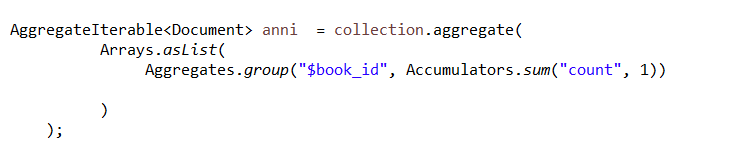 AggregateIterable<Document> anni  = collection.aggregate(
Arrays.asList(
Aggregates.group("$book_id", Accumulators.sum("count", 1))
)
);